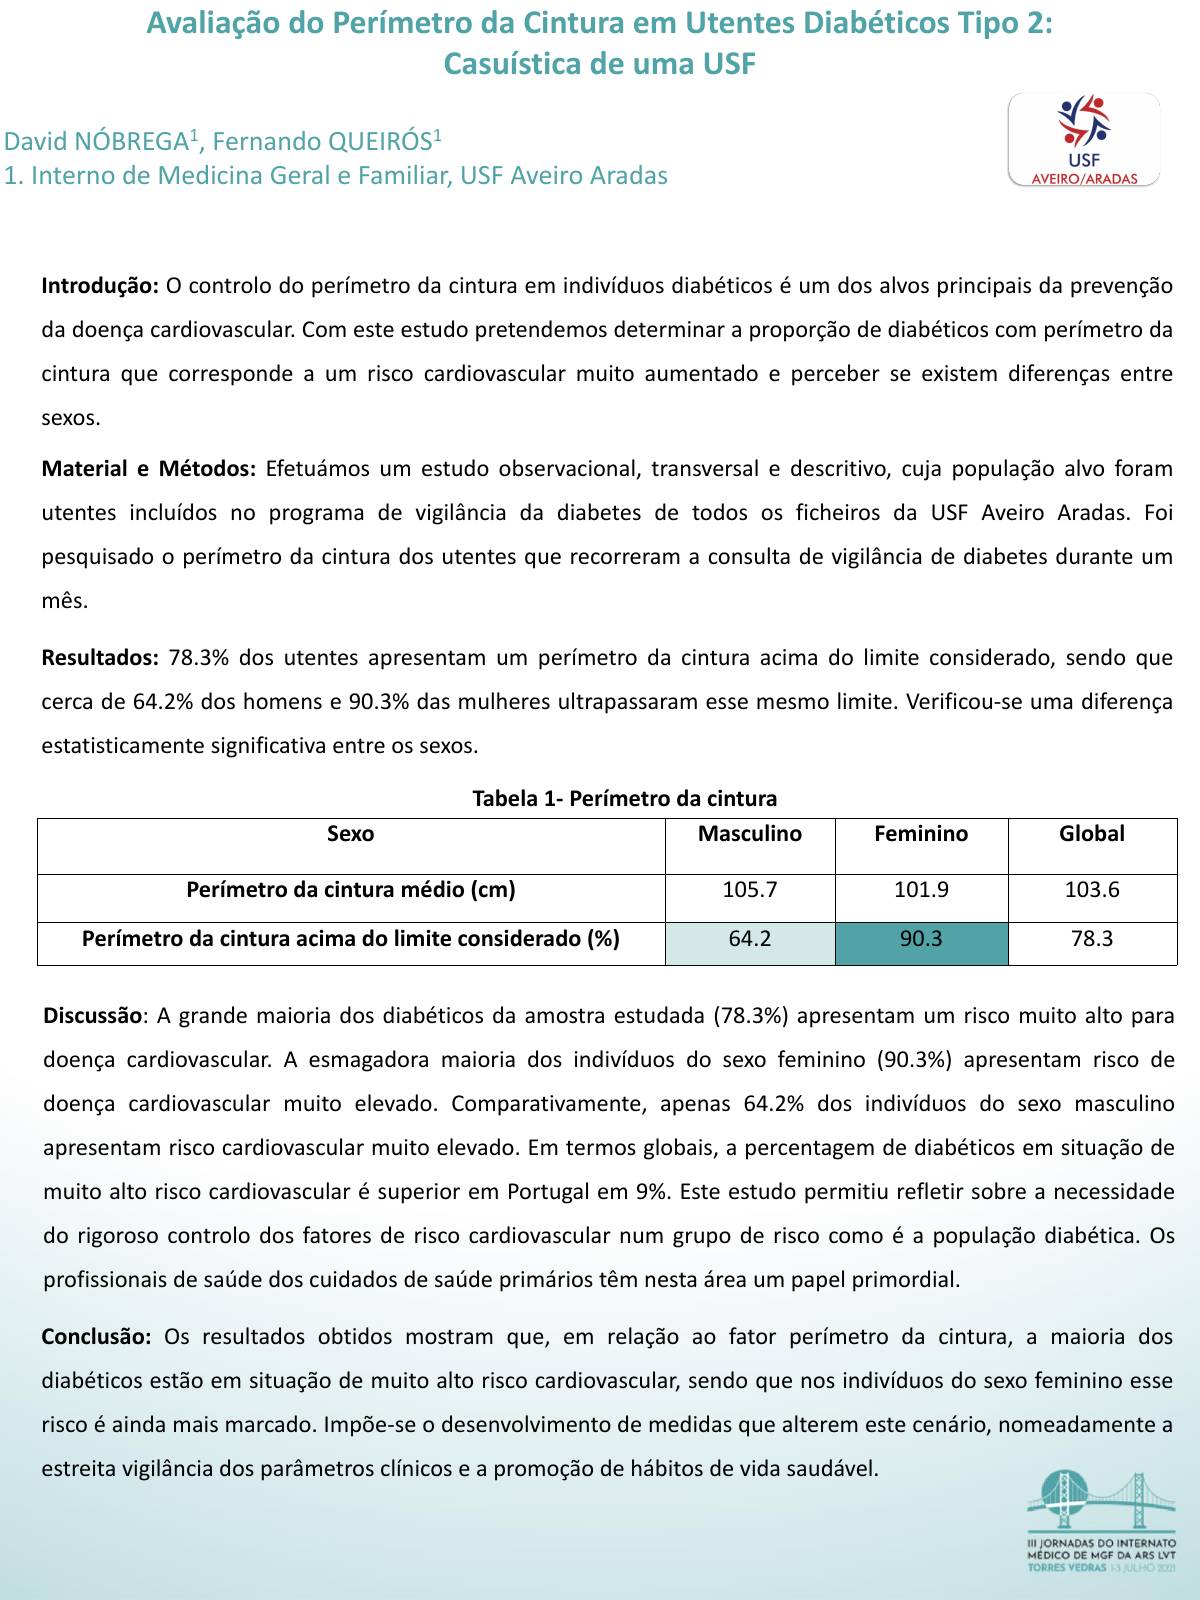 Avaliação do Perímetro da Cintura em Utentes Diabéticos Tipo 2:
Casuística de uma USF
David NÓBREGA¹, Fernando QUEIRÓS¹
1. Interno de Medicina Geral e Familiar, USF Aveiro Aradas
USF
AVEIRO/ARADAS
Introdução: O controlo do perímetro da cintura em indivíduos diabéticos é um dos alvos principais da prevenção
da doença cardiovascular. Com este estudo pretendemos determinar a proporção de diabéticos com perímetro da
cintura que corresponde a um risco cardiovascular muito aumentado e perceber se existem diferenças entre
sexos.
Material e Métodos: Efetuámos um estudo observacional, transversal e descritivo, cuja população alvo foram
utentes incluídos no programa de vigilância da diabetes de todos os ficheiros da USF Aveiro Aradas. Foi
pesquisado o perímetro da cintura dos utentes que recorreram a consulta de vigilância de diabetes durante um
mês.
Resultados: 78.3% dos utentes apresentam um perímetro da cintura acima do limite considerado, sendo que
cerca de 64.2% dos homens e 90.3% das mulheres ultrapassaram esse mesmo limite. Verificou-se uma diferença
estatisticamente significativa entre os sexos.
Tabela 1- Perímetro da cintura
Sexo Masculino Feminino Global
Perímetro da cintura médio (cm) 105.7 101.9 103.6
Perímetro da cintura acima do limite considerado (%) 64.2 90.3 78.3
Discussão: A grande maioria dos diabéticos da amostra estudada (78.3%) apresentam um risco muito alto para
doença cardiovascular. A esmagadora maioria dos indivíduos do sexo feminino (90.3%) apresentam risco de
doença cardiovascular muito elevado. Comparativamente, apenas 64.2% dos indivíduos do sexo masculino
apresentam risco cardiovascular muito elevado. Em termos globais, a percentagem de diabéticos em situação de
muito alto risco cardiovascular é superior em Portugal em 9%. Este estudo permitiu refletir sobre a necessidade
do rigoroso controlo dos fatores de risco cardiovascular num grupo de risco como é a população diabética. Os
profissionais de saúde dos cuidados de saúde primários têm nesta área um papel primordial.
Conclusão: Os resultados obtidos mostram que, em relação ao fator perímetro da cintura, a maioria dos
diabéticos estão em situação de muito alto risco cardiovascular, sendo que nos indivíduos do sexo feminino esse
risco é ainda mais marcado. Impõe-se o desenvolvimento de medidas que alterem este cenário, nomeadamente a
estreita vigilância dos parâmetros clínicos e a promoção de hábitos de vida saudável.
III JORNADAS DO INTERNATO
MÉDICO DE MGF DA ARS LVT
TORRES VEDRAS 1-3 JULHO 2021